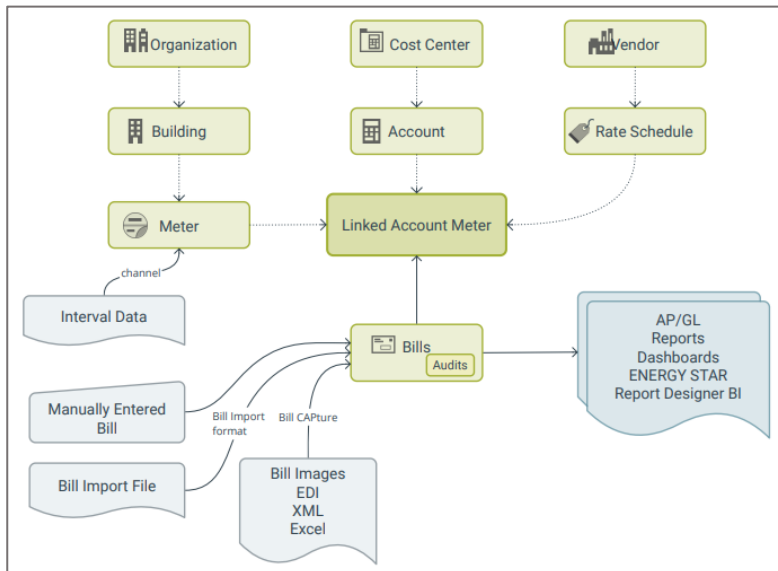 Organization
Cost Center
Vendor
Building
Account
Rate Schedule
Meter
Linked Account Meter
channel
Interval Data
Bills
Audits
AP/GL
Reports
Dashboards
ENERGY STAR
Report Designer BI
Manually Entered
Bill
Bill Import
format
Bill CAPture
Bill Import File
Bill Images
EDI
XML
Excel